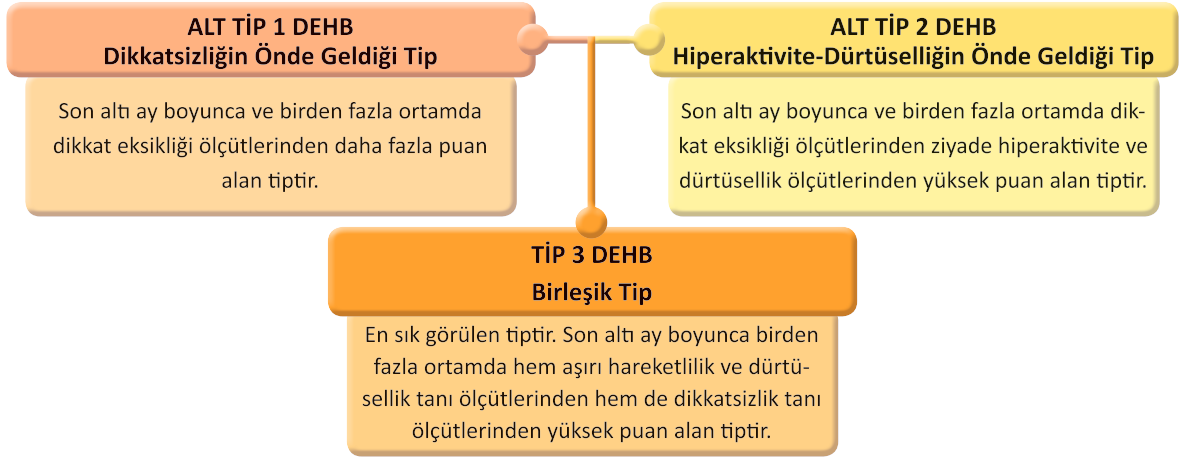 ALT TİP 1 DEHB
Dikkatsizliğin Önde Geldiği Tip
Son altı ay boyunca ve birden fazla ortamda
dikkat eksikliği ölçütlerinden daha fazla puan
alan tiptir.
ALT TİP 2 DEHB
Hiperaktivite-Dürtüselliğin Önde Geldiği Tip
Son altı ay boyunca ve birden fazla ortamda dik-
kat eksikliği ölçütlerinden ziyade hiperaktivite ve
dürtüsellik ölçütlerinden yüksek puan alan tiptir.
TİP 3 DEHB
Birleşik Tip
En sık görülen tiptir. Son altı ay boyunca birden
fazla ortamda hem aşırı hareketlilik ve dürtü-
sellik tanı ölçütlerinden hem de dikkatsizlik tanı
ölçütlerinden yüksek puan alan tiptir.